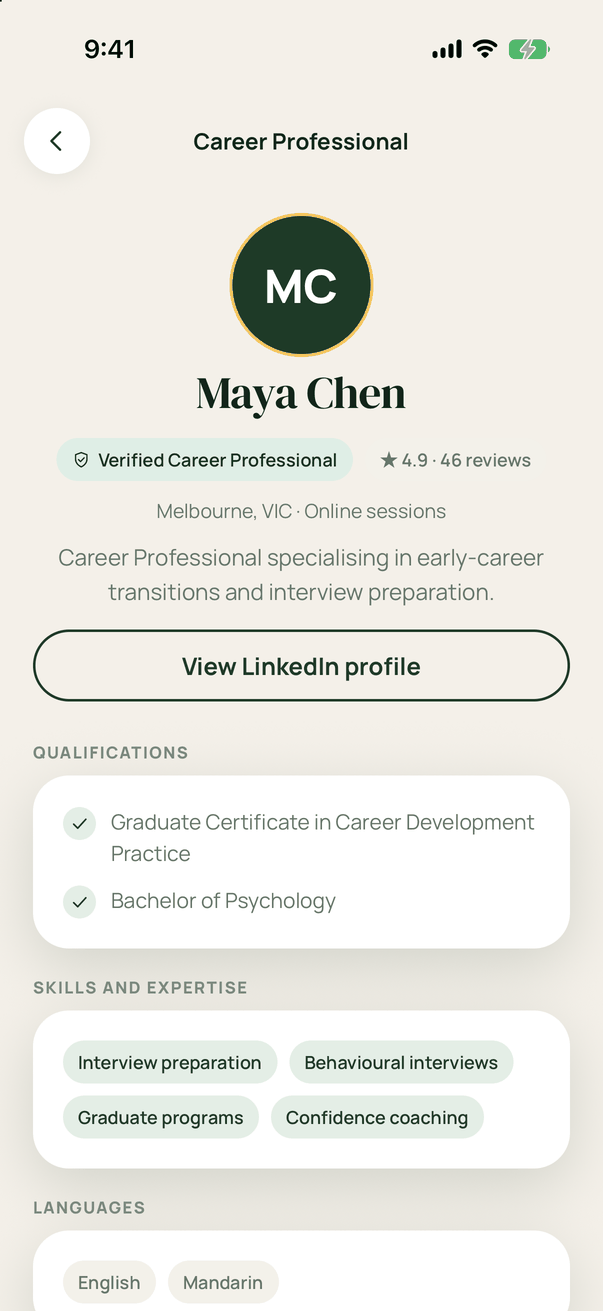 9:41
Career Professional
MC
Maya Chen
Verified Career Professional
★ 4.9 · 46 reviews
Melbourne, VIC · Online sessions
Career Professional specialising in early-career
transitions and interview preparation.
View LinkedIn profile
QUALIFICATIONS
Graduate Certificate in Career Development
Practice
Bachelor of Psychology
SKILLS AND EXPERTISE
Interview preparation
Behavioural interviews
Graduate programs
Confidence coaching
LANGUAGES
English
Mandarin